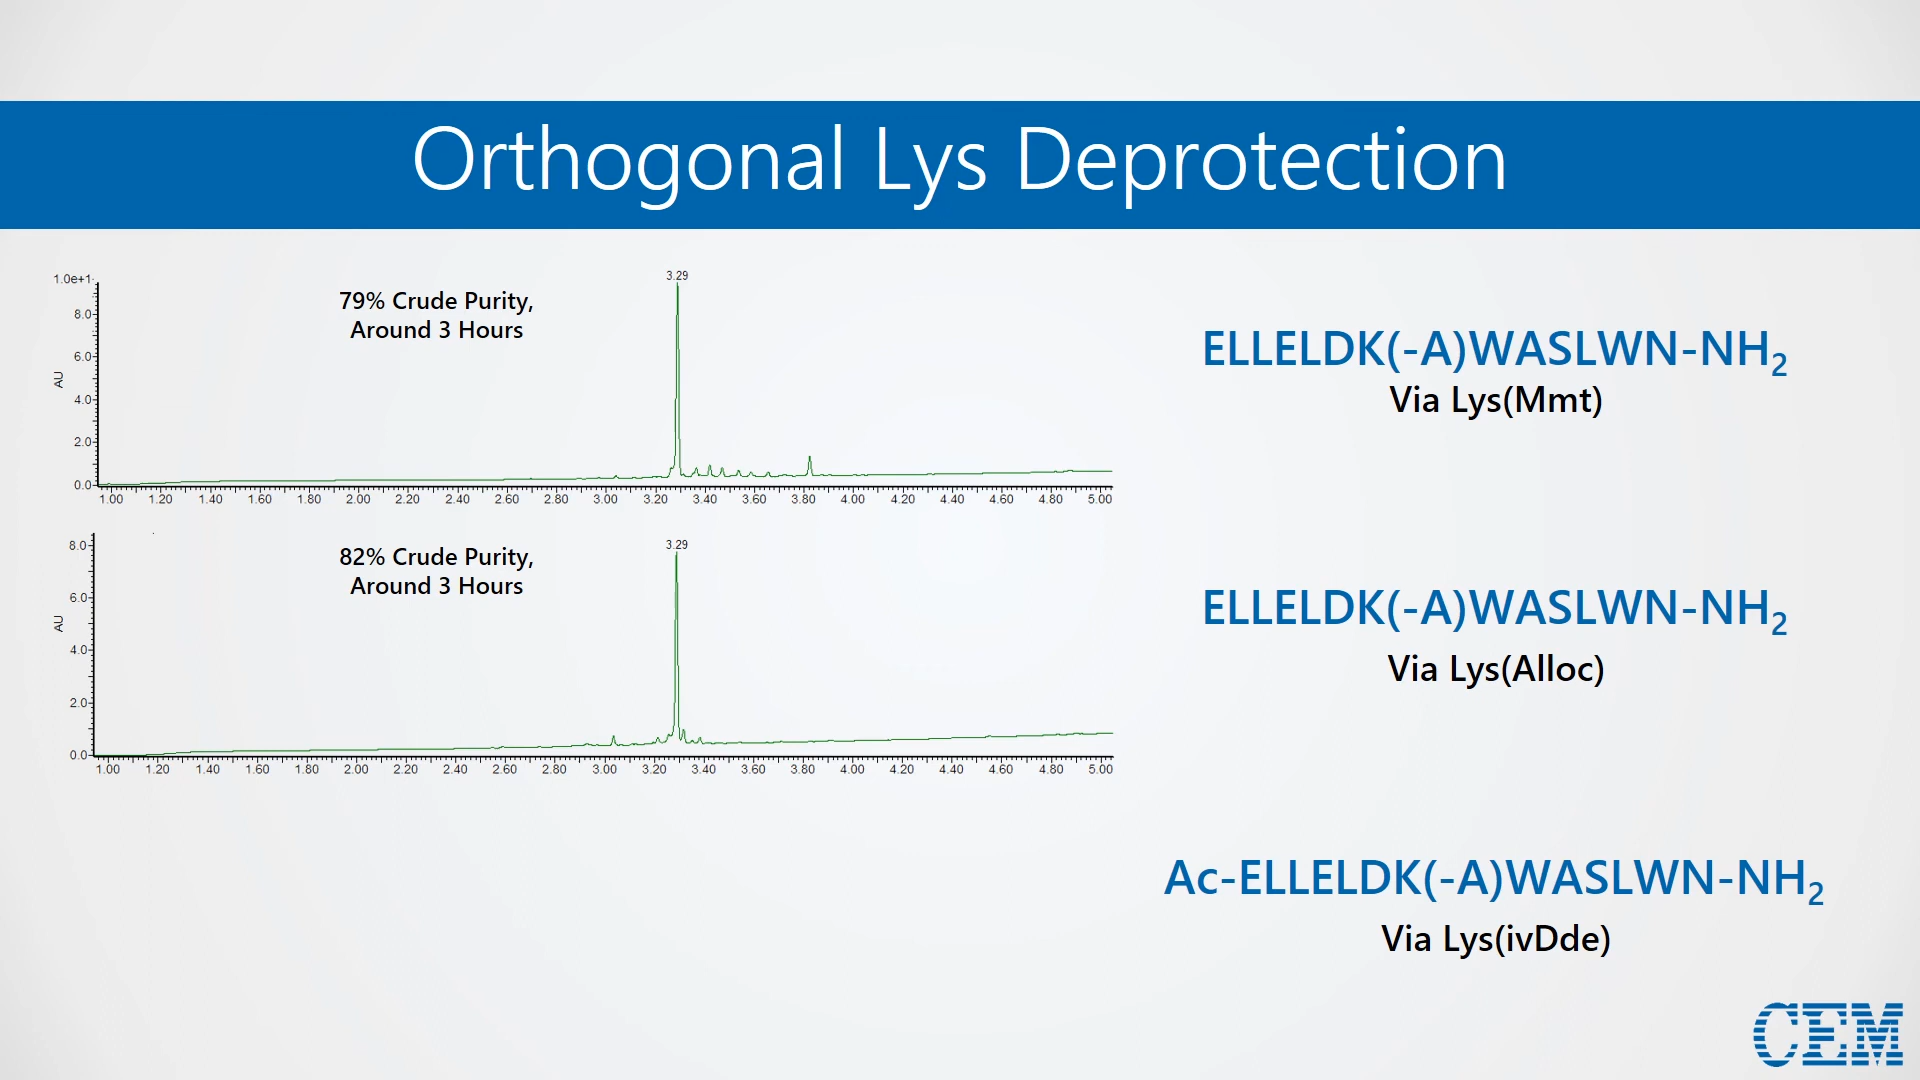 Orthogonal Lys Deprotection
3.29
1.0e+1
79% Crude Purity,
Around 3 Hours
8.0
6.0
AU
4.0
2.0
0.0
1.00 1.20 1.40 1.60 1.80 2.00 2.20 2.40 2.60 2.80 3.00 3.20 3.40 3.60 3.80 4.00 4.20 4.40 4.60 4.80 5.00
ELLELDK(-A)WASLWN-NH2
Via Lys(Mmt)
3.29
82% Crude Purity,
Around 3 Hours
8.0
6.0
AU
4.0
2.0
0.0
1.00 1.20 1.40 1.60 1.80 2.00 2.20 2.40 2.60 2.80 3.00 3.20 3.40 3.60 3.80 4.00 4.20 4.40 4.60 4.80 5.00
ELLELDK(-A)WASLWN-NH2
Via Lys(Alloc)
Ac-ELLELDK(-A)WASLWN-NH2
Via Lys(ivDde)
CEM